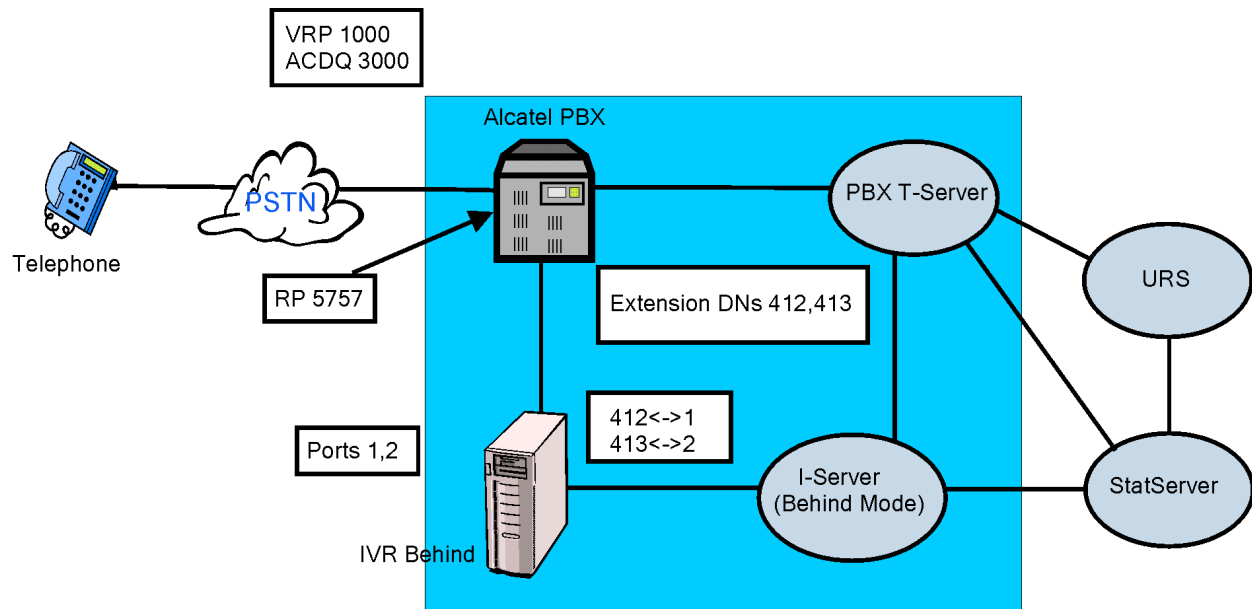 VRP 1000
ACDQ 3000
Alcatel PBX
PSTN
PBX T-Server
Telephone
RP 5757
Extension DNs 412,413
URS
Ports 1,2
412<->1
413<->2
I-Server
(Behind Mode)
StatServer
IVR Behind